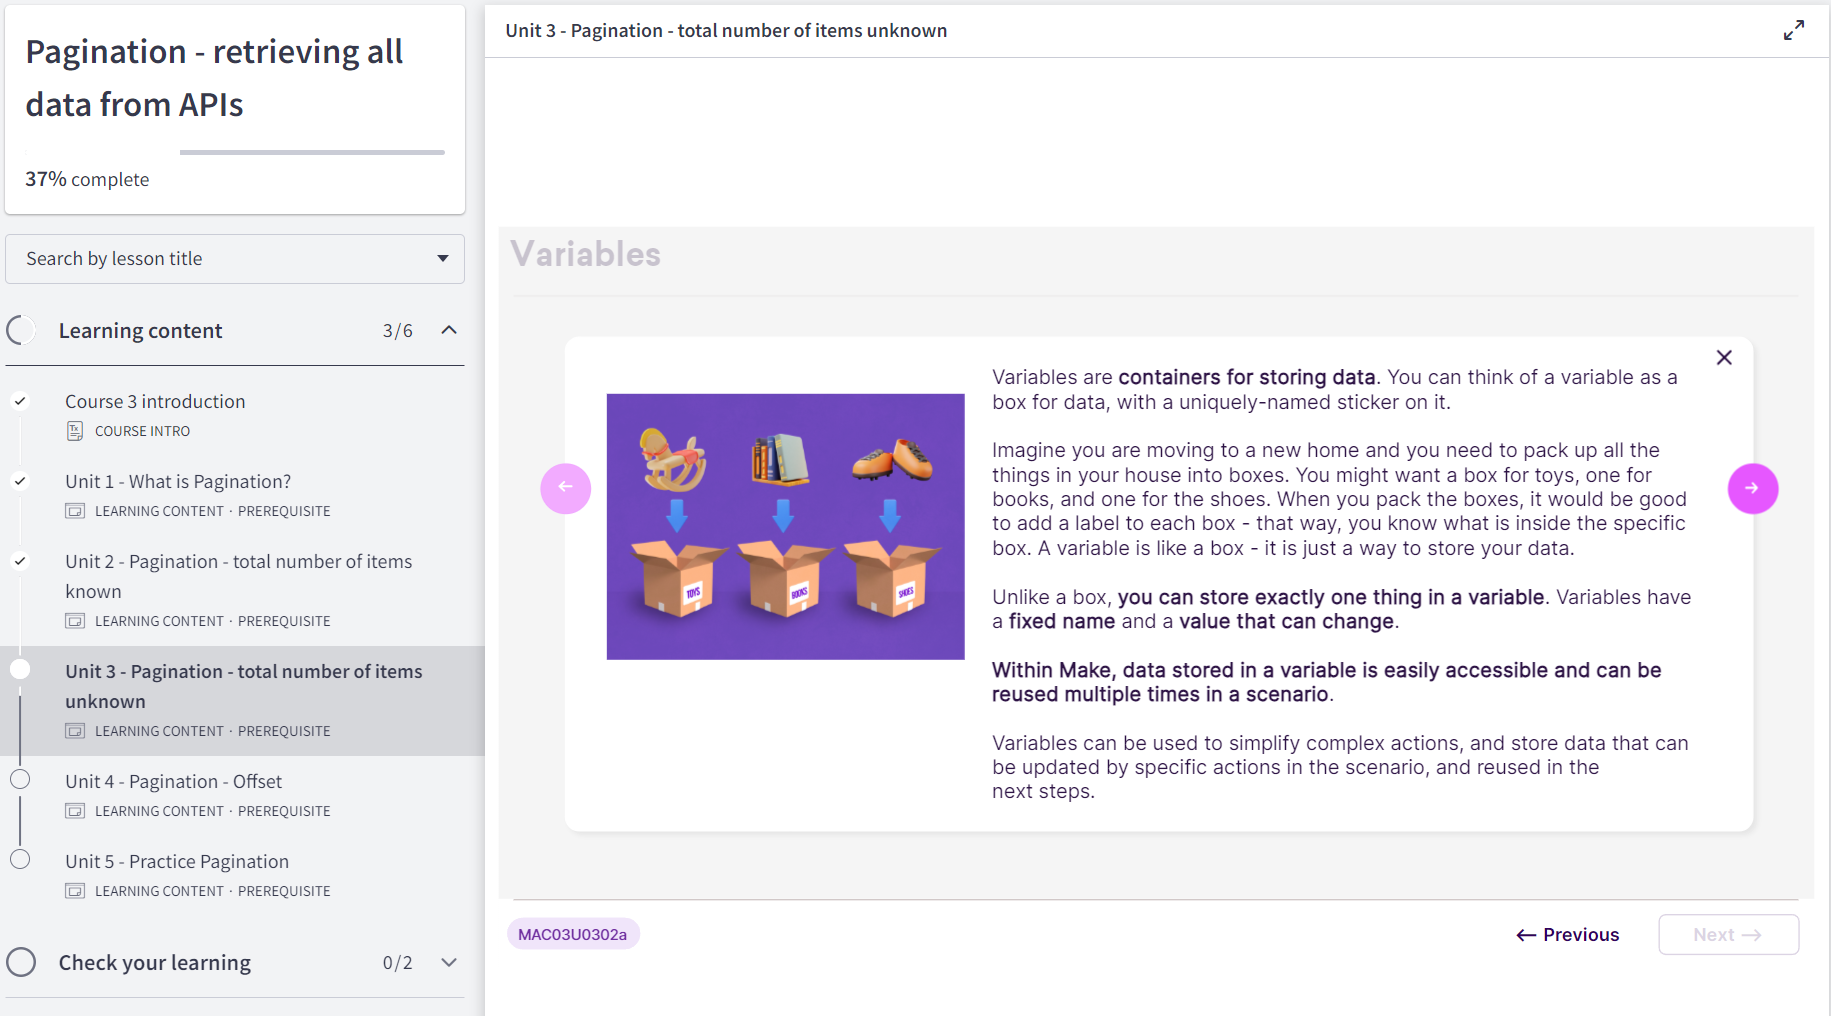 Pagination - retrieving all
data from APIs
37% complete
Search by lesson title
Learning content 3/6
Course 3 introduction
Tx COURSE INTRO
Unit 1 - What is Pagination?
LEARNING CONTENT · PREREQUISITE
Unit 2 - Pagination - total number of items
known
LEARNING CONTENT · PREREQUISITE
Unit 3 - Pagination - total number of items
unknown
LEARNING CONTENT · PREREQUISITE
Unit 4 - Pagination - Offset
LEARNING CONTENT · PREREQUISITE
Unit 5 - Practice Pagination
LEARNING CONTENT · PREREQUISITE
Check your learning 0/2
Unit 3 - Pagination - total number of items unknown
Variables
TOYS
BOOKS
SHOES
Variables are containers for storing data. You can think of a variable as a
box for data, with a uniquely-named sticker on it.
Imagine you are moving to a new home and you need to pack up all the
things in your house into boxes. You might want a box for toys, one for
books, and one for the shoes. When you pack the boxes, it would be good
to add a label to each box - that way, you know what is inside the specific
box. A variable is like a box - it is just a way to store your data.
Unlike a box, you can store exactly one thing in a variable. Variables have
a fixed name and a value that can change.
Within Make, data stored in a variable is easily accessible and can be
reused multiple times in a scenario.
Variables can be used to simplify complex actions, and store data that can
be updated by specific actions in the scenario, and reused in the
next steps.
MAC03U0302a
← Previous
Next →